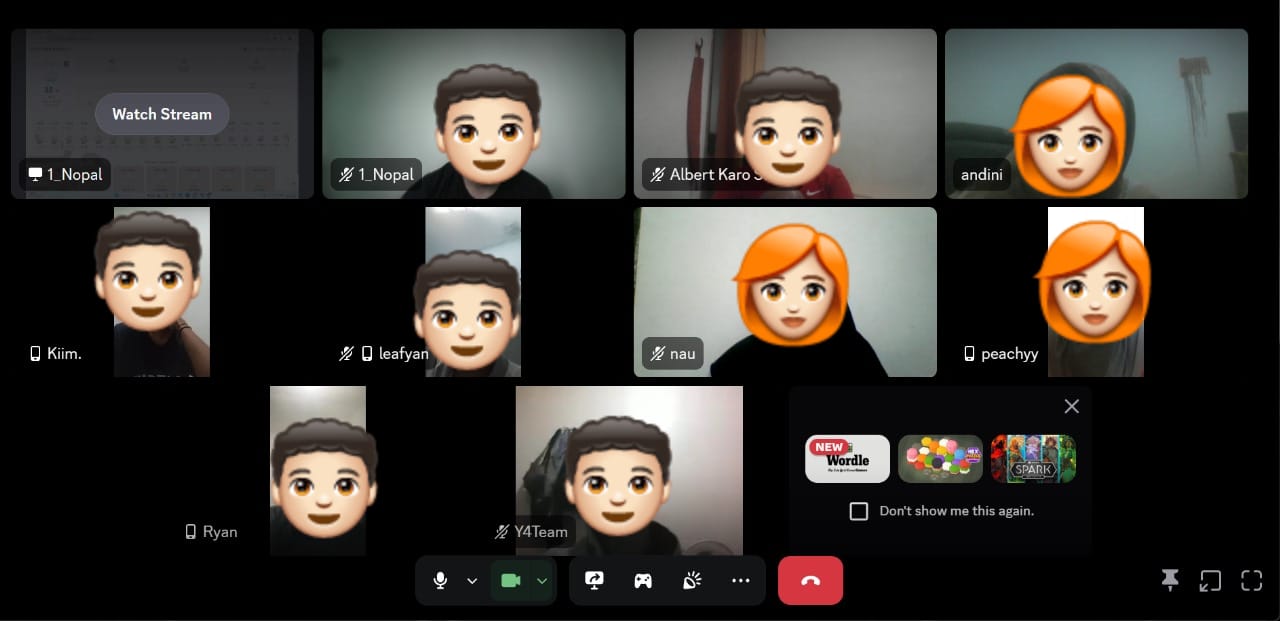 Watch Stream
1_Nopal
1_Nopal
Albert Karo S
andini
Kiim.
leafyan
nau
peachyy
NEW
Wordle
SPARK
Don't show me this again.
Ryan
Y4Team